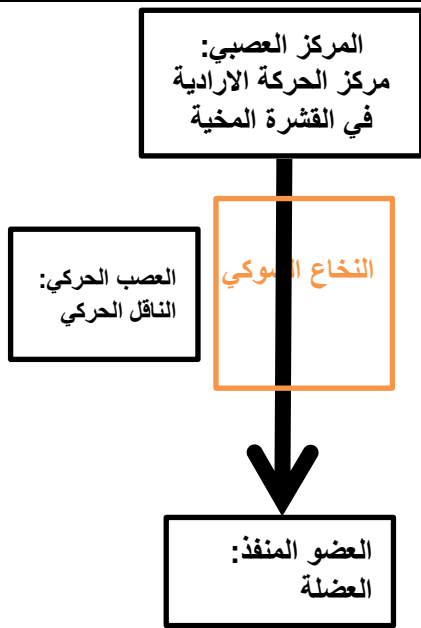 المركز العصبي:
مركز الحركة الارادية
في القشرة المخية
النخاع الشوكي
العصب الحركي:
الناقل الحركي
العضو المنفذ:
العضلة